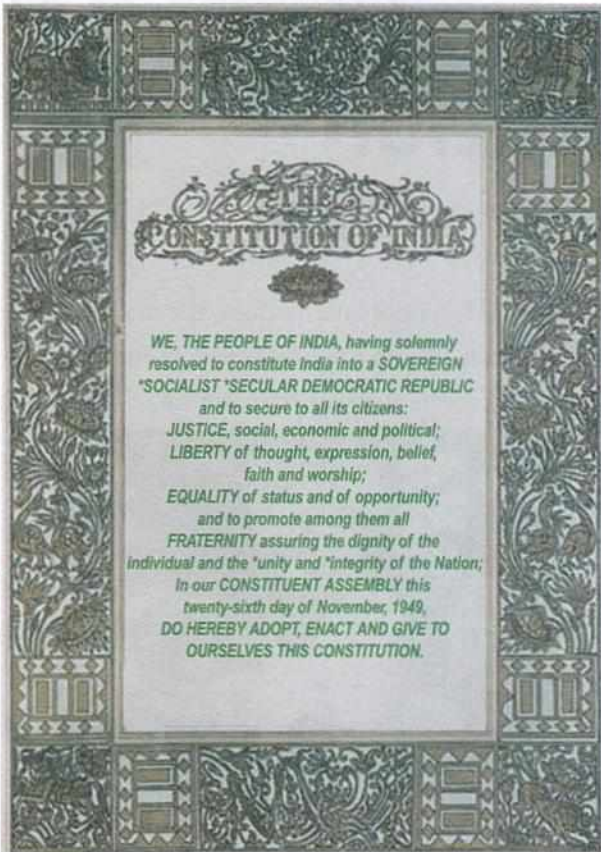 THE
CONSTITUTION OF INDIA
WE, THE PEOPLE OF INDIA, having solemnly
resolved to constitute India into a SOVEREIGN
*SOCIALIST *SECULAR DEMOCRATIC REPUBLIC
and to secure to all its citizens:
JUSTICE, social, economic and political;
LIBERTY of thought, expression, belief,
faith and worship;
EQUALITY of status and of opportunity;
and to promote among them all
FRATERNITY assuring the dignity of the
individual and the *unity and *integrity of the Nation;
In our CONSTITUENT ASSEMBLY this
twenty-sixth day of November, 1949,
DO HEREBY ADOPT, ENACT AND GIVE TO
OURSELVES THIS CONSTITUTION.